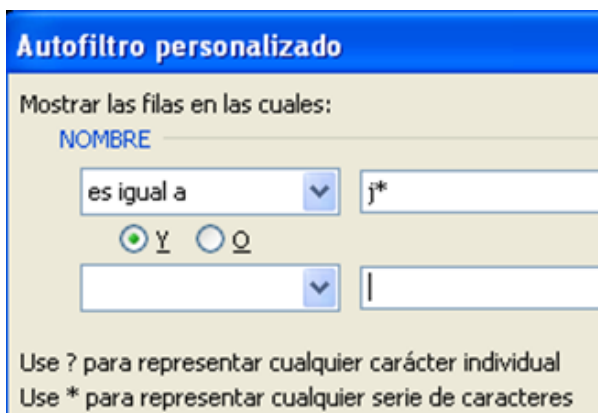 Autofiltro personalizado
Mostrar las filas en las cuales:
NOMBRE
es igual a j*
Y O
Use ? para representar cualquier carácter individual
Use * para representar cualquier serie de caracteres